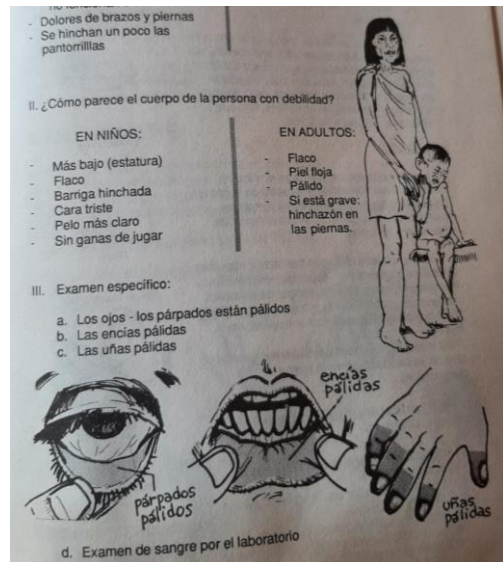 - Dolores de brazos y piernas
- Se hinchan un poco las
pantorrilllas
II. ¿Cómo parece el cuerpo de la persona con debilidad?
EN NIÑOS:
- Más bajo (estatura)
- Flaco
- Barriga hinchada
- Cara triste
- Pelo más claro
- Sin ganas de jugar
EN ADULTOS:
- Flaco
- Piel floja
- Pálido
- Si está grave:
hinchazón en
las piernas.
III. Examen específico:
a. Los ojos - los párpados están pálidos
b. Las encías pálidas
c. Las uñas pálidas
encías
pálidas
párpados
pálidos
uñas
pálidas
d. Examen de sangre por el laboratorio